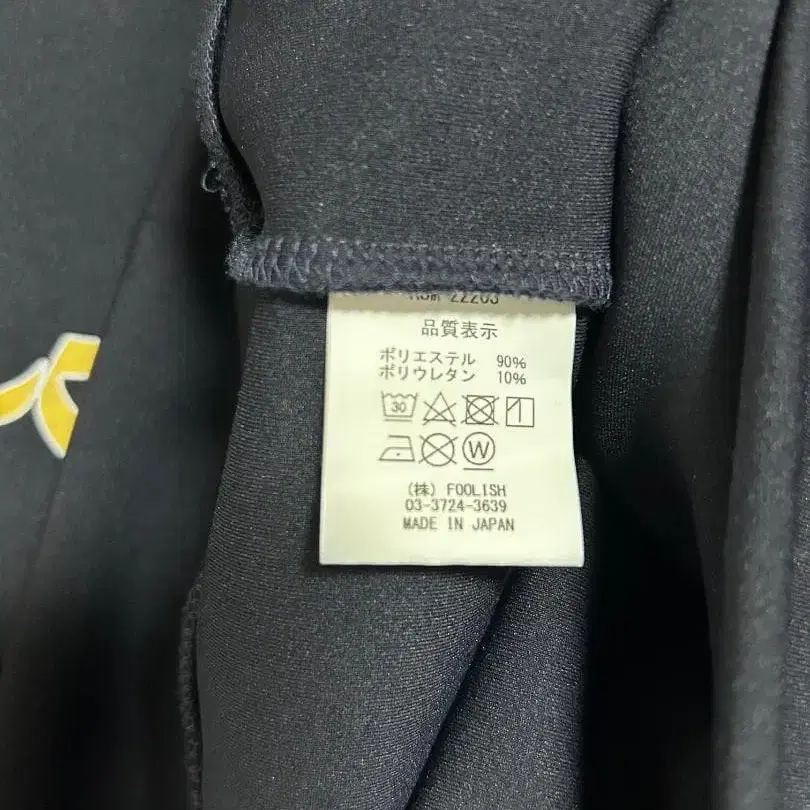 品質表示
ポリエステル 90%
ポリウレタン 10%
30
W
(株) FOOLISH
03-3724-3639
MADE IN JAPAN